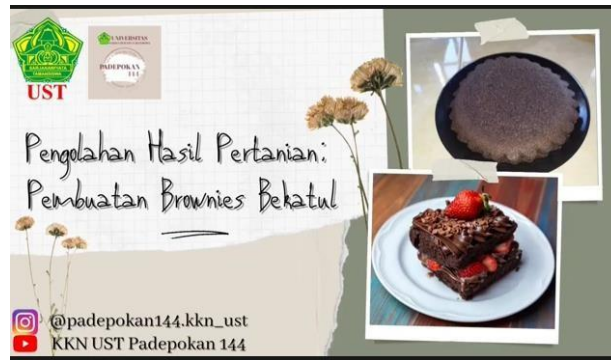 UST
UNIVERSITAS
PADEPOKAN
144
Pengolahan Hasil Pertanian:
Pembuatan Brownies Bekatul
@padepokan144.kkn_ust
KKN UST Padepokan 144